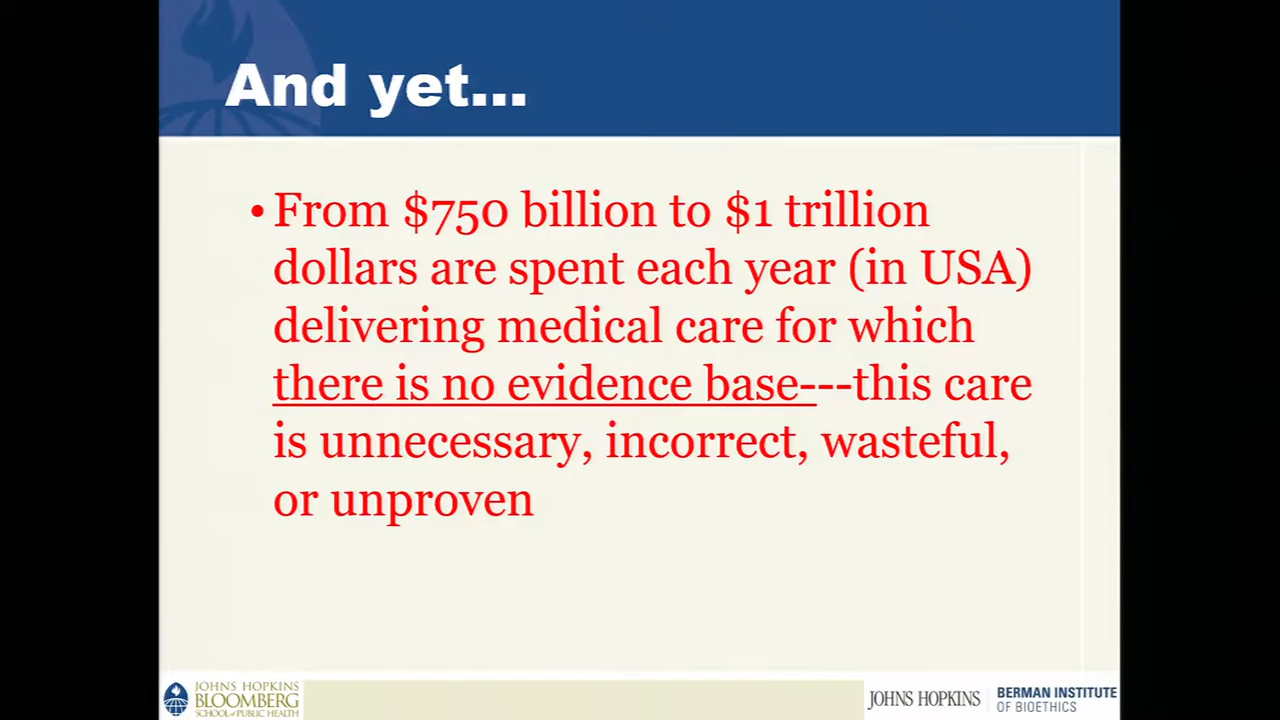 And yet...
•From $750 billion to $1 trillion
dollars are spent each year (in USA)
delivering medical care for which
there is no evidence base---this care
is unnecessary, incorrect, wasteful,
or unproven
JOHNS HOPKINS
BLOOMBERG
SCHOOL of PUBLIC HEALTH
JOHNS HOPKINS
BERMAN INSTITUTE
OF BIOETHICS